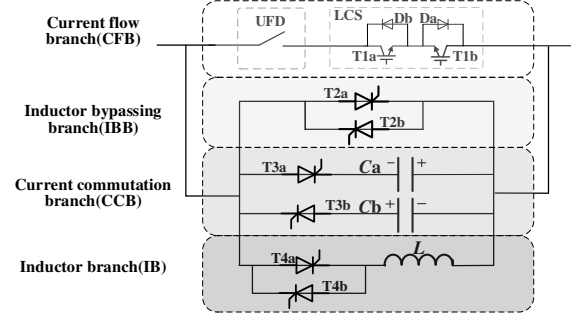 Current flow
branch(CFB)
UFD
LCS
Db
Da
T1a
T1b
Inductor bypassing
branch(IBB)
T2a
T2b
Current commutation
branch(CCB)
T3a
Ca
−
+
T3b
Cb
+
−
Inductor branch(IB)
T4a
L
T4b